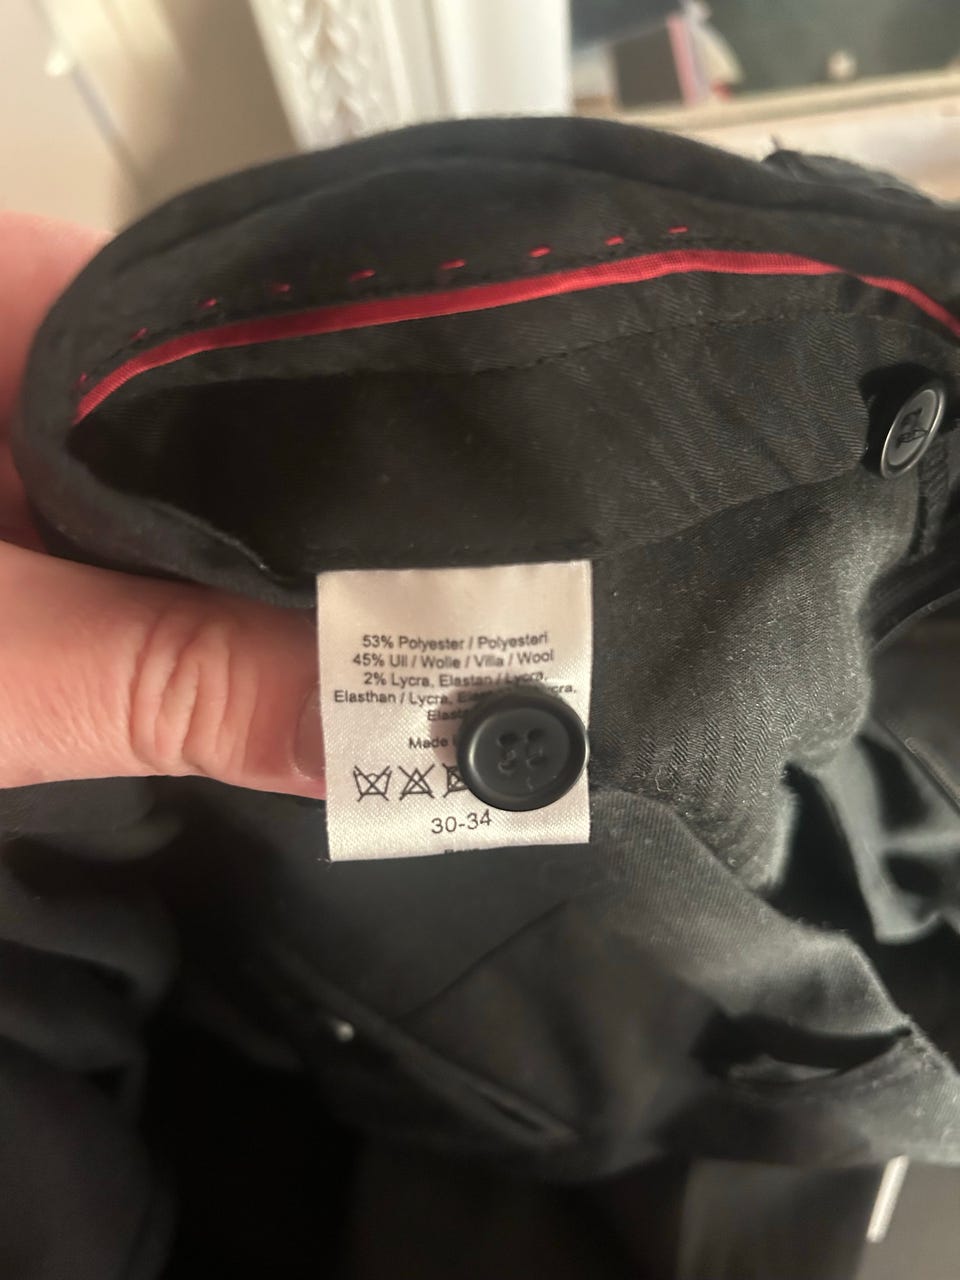 53% Polyester / Polyesteri
45% Ull / Wolle / Villa / Wool
2% Lycra, Elastan / Lycra,
Elasthan / Lycra,
Made
30-34